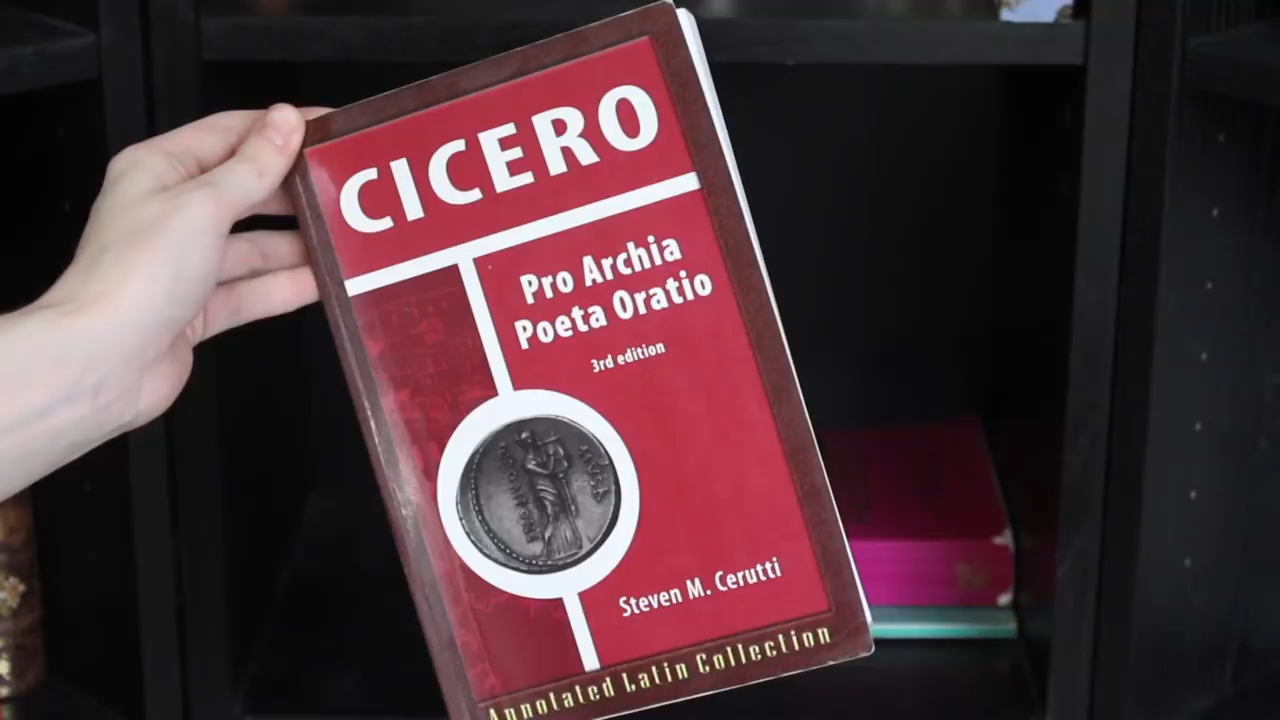 CICERO
Pro Archia
Poeta Oratio
3rd edition
Steven M. Cerutti
Annotated Latin Collection